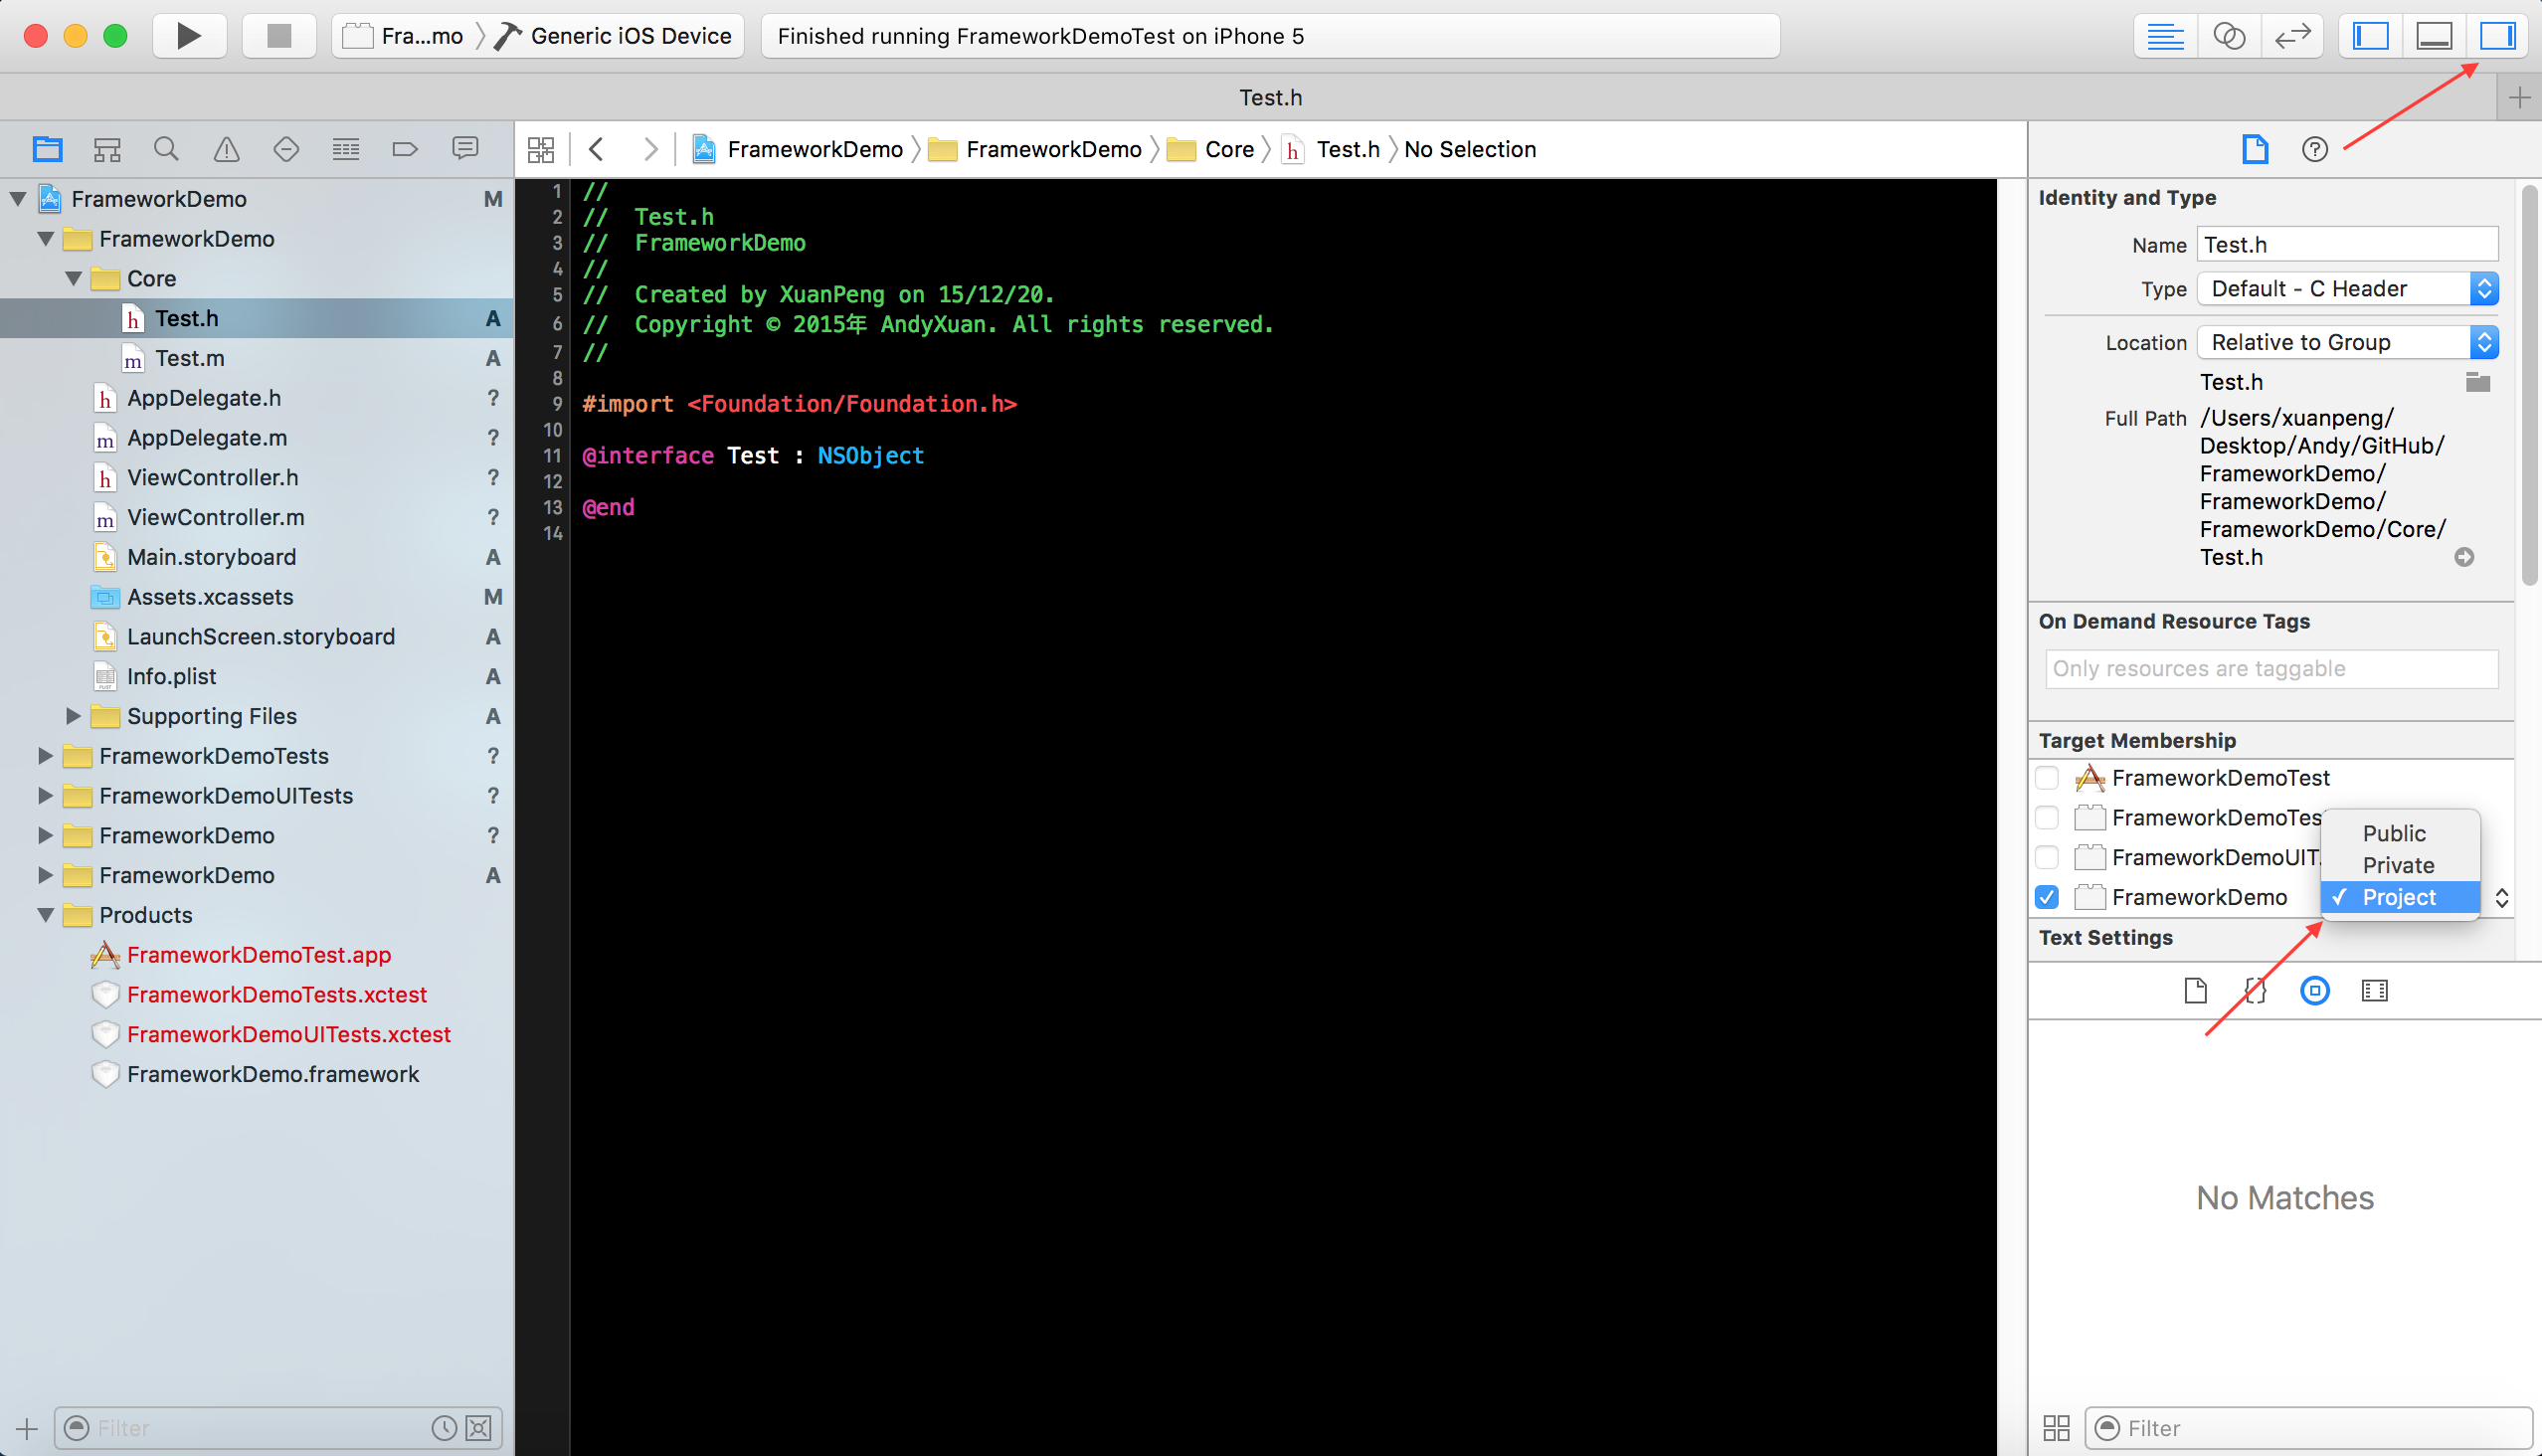 Fra...mo 〉 Generic iOS Device
Finished running FrameworkDemoTest on iPhone 5
Test.h
FrameworkDemo 〉 FrameworkDemo 〉 Core 〉 h Test.h 〉 No Selection
FrameworkDemo M
FrameworkDemo
Core
h Test.h A
m Test.m A
h AppDelegate.h ?
m AppDelegate.m ?
h ViewController.h ?
m ViewController.m ?
Main.storyboard A
Assets.xcassets M
LaunchScreen.storyboard A
Info.plist A
Supporting Files A
FrameworkDemoTests ?
FrameworkDemoUITests ?
FrameworkDemo ?
FrameworkDemo A
Products
FrameworkDemoTest.app
FrameworkDemoTests.xctest
FrameworkDemoUITests.xctest
FrameworkDemo.framework
Filter
1 //
2 //  Test.h
3 //  FrameworkDemo
4 //
5 //  Created by XuanPeng on 15/12/20.
6 //  Copyright © 2015年 AndyXuan. All rights reserved.
7 //
8
9 #import <Foundation/Foundation.h>
10
11 @interface Test : NSObject
12
13 @end
14
Identity and Type
Name Test.h
Type Default - C Header
Location Relative to Group
Test.h
Full Path /Users/xuanpeng/
Desktop/Andy/GitHub/
FrameworkDemo/
FrameworkDemo/
FrameworkDemo/Core/
Test.h
On Demand Resource Tags
Only resources are taggable
Target Membership
FrameworkDemoTest
FrameworkDemoTes
FrameworkDemoUIT.
FrameworkDemo
Public
Private
✓ Project
Text Settings
{}
No Matches
Filter